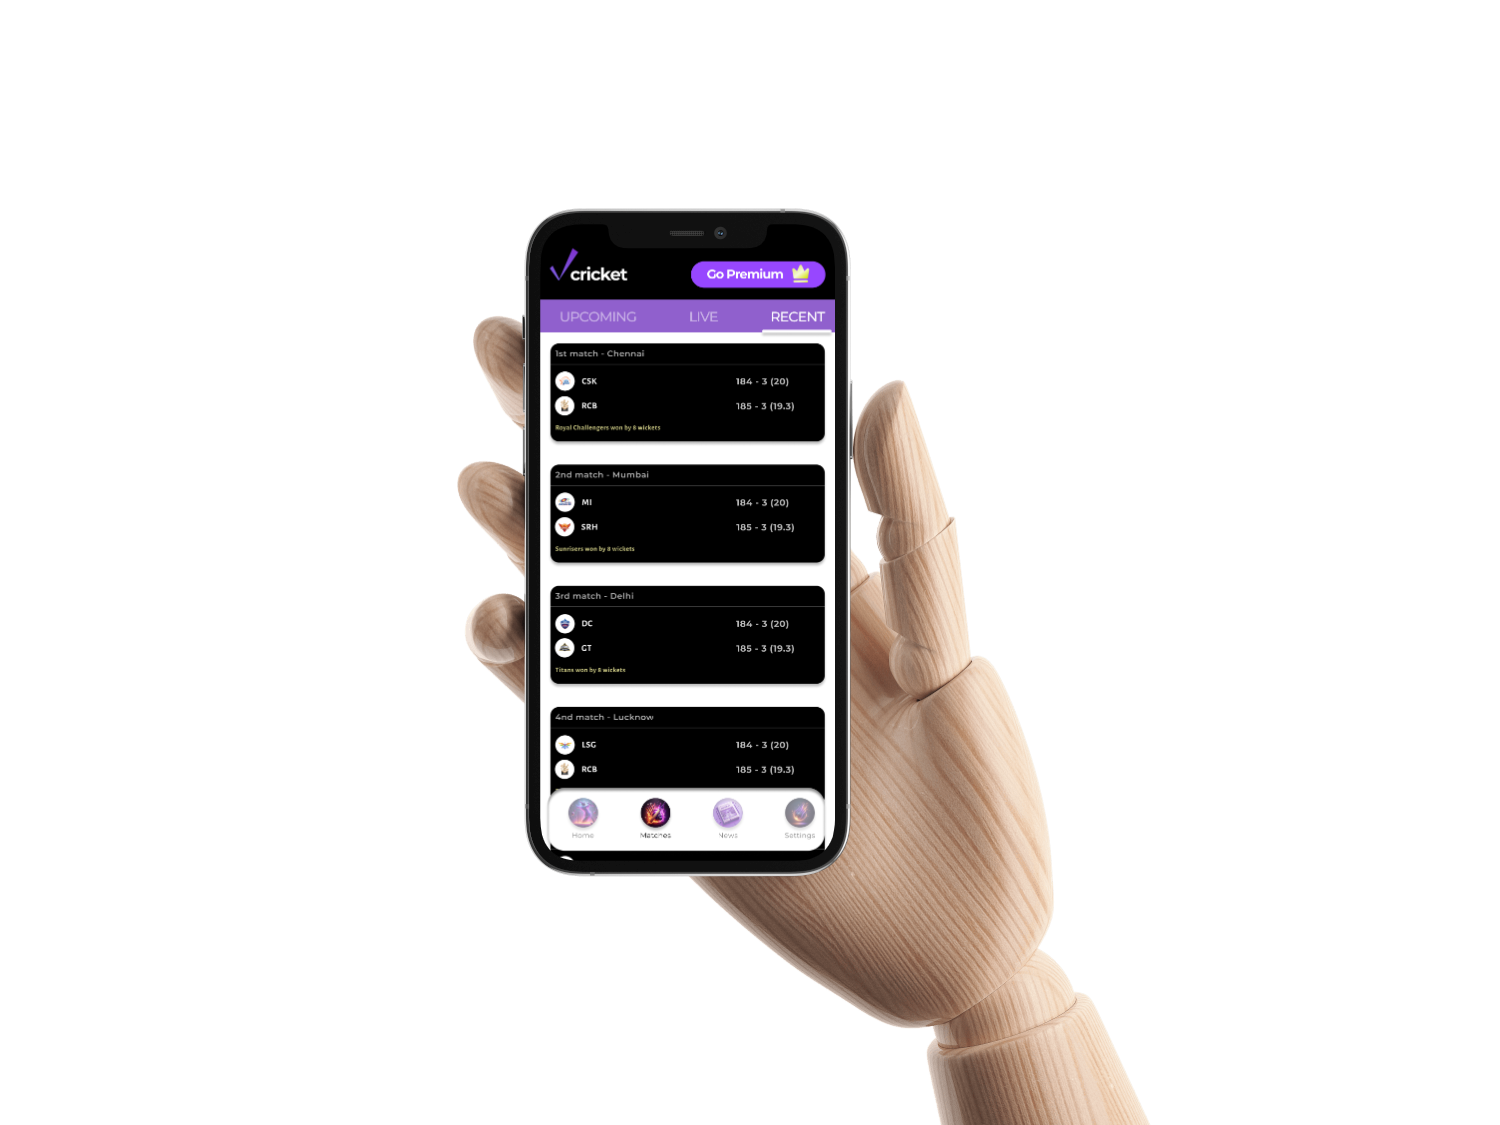 cricket
Go Premium
UPCOMING LIVE RECENT
1st match - Chennai
CSK 184 - 3 (20)
RCB 185 - 3 (19.3)
Royal Challengers won by 8 wickets
2nd match - Mumbai
MI 184 - 3 (20)
SRH 185 - 3 (19.3)
Sunrisers won by 8 wickets
3rd match - Delhi
DC 184 - 3 (20)
GT 185 - 3 (19.3)
Titans won by 8 wickets
4nd match - Lucknow
LSG 184 - 3 (20)
RCB 185 - 3 (19.3)
Home Matches News Settings